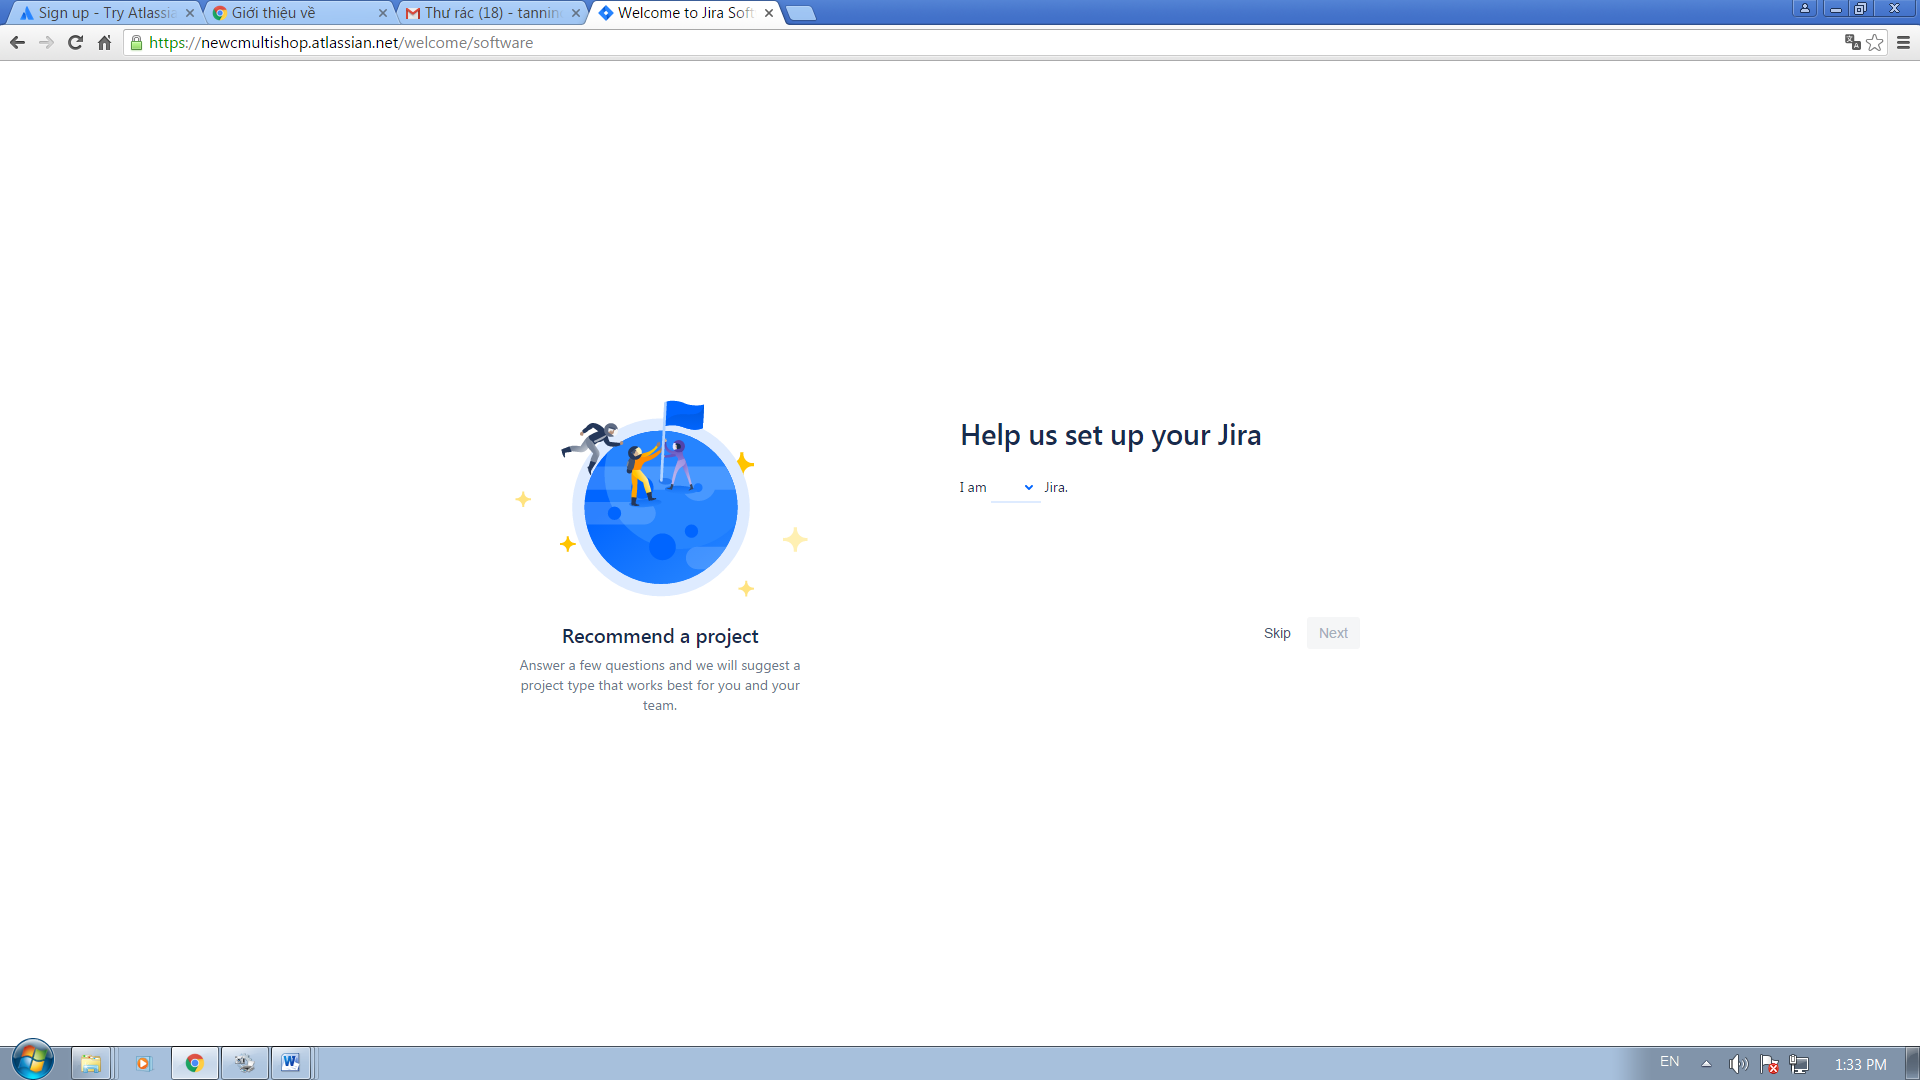 Sign up - Try Atlassia
Giới thiệu về
Thư rác (18) - tannin
Welcome to Jira Soft
https://newcmultishop.atlassian.net/welcome/software
Help us set up your Jira
I am Jira.
Skip Next
Recommend a project
Answer a few questions and we will suggest a
project type that works best for you and your
team.
EN
1:33 PM